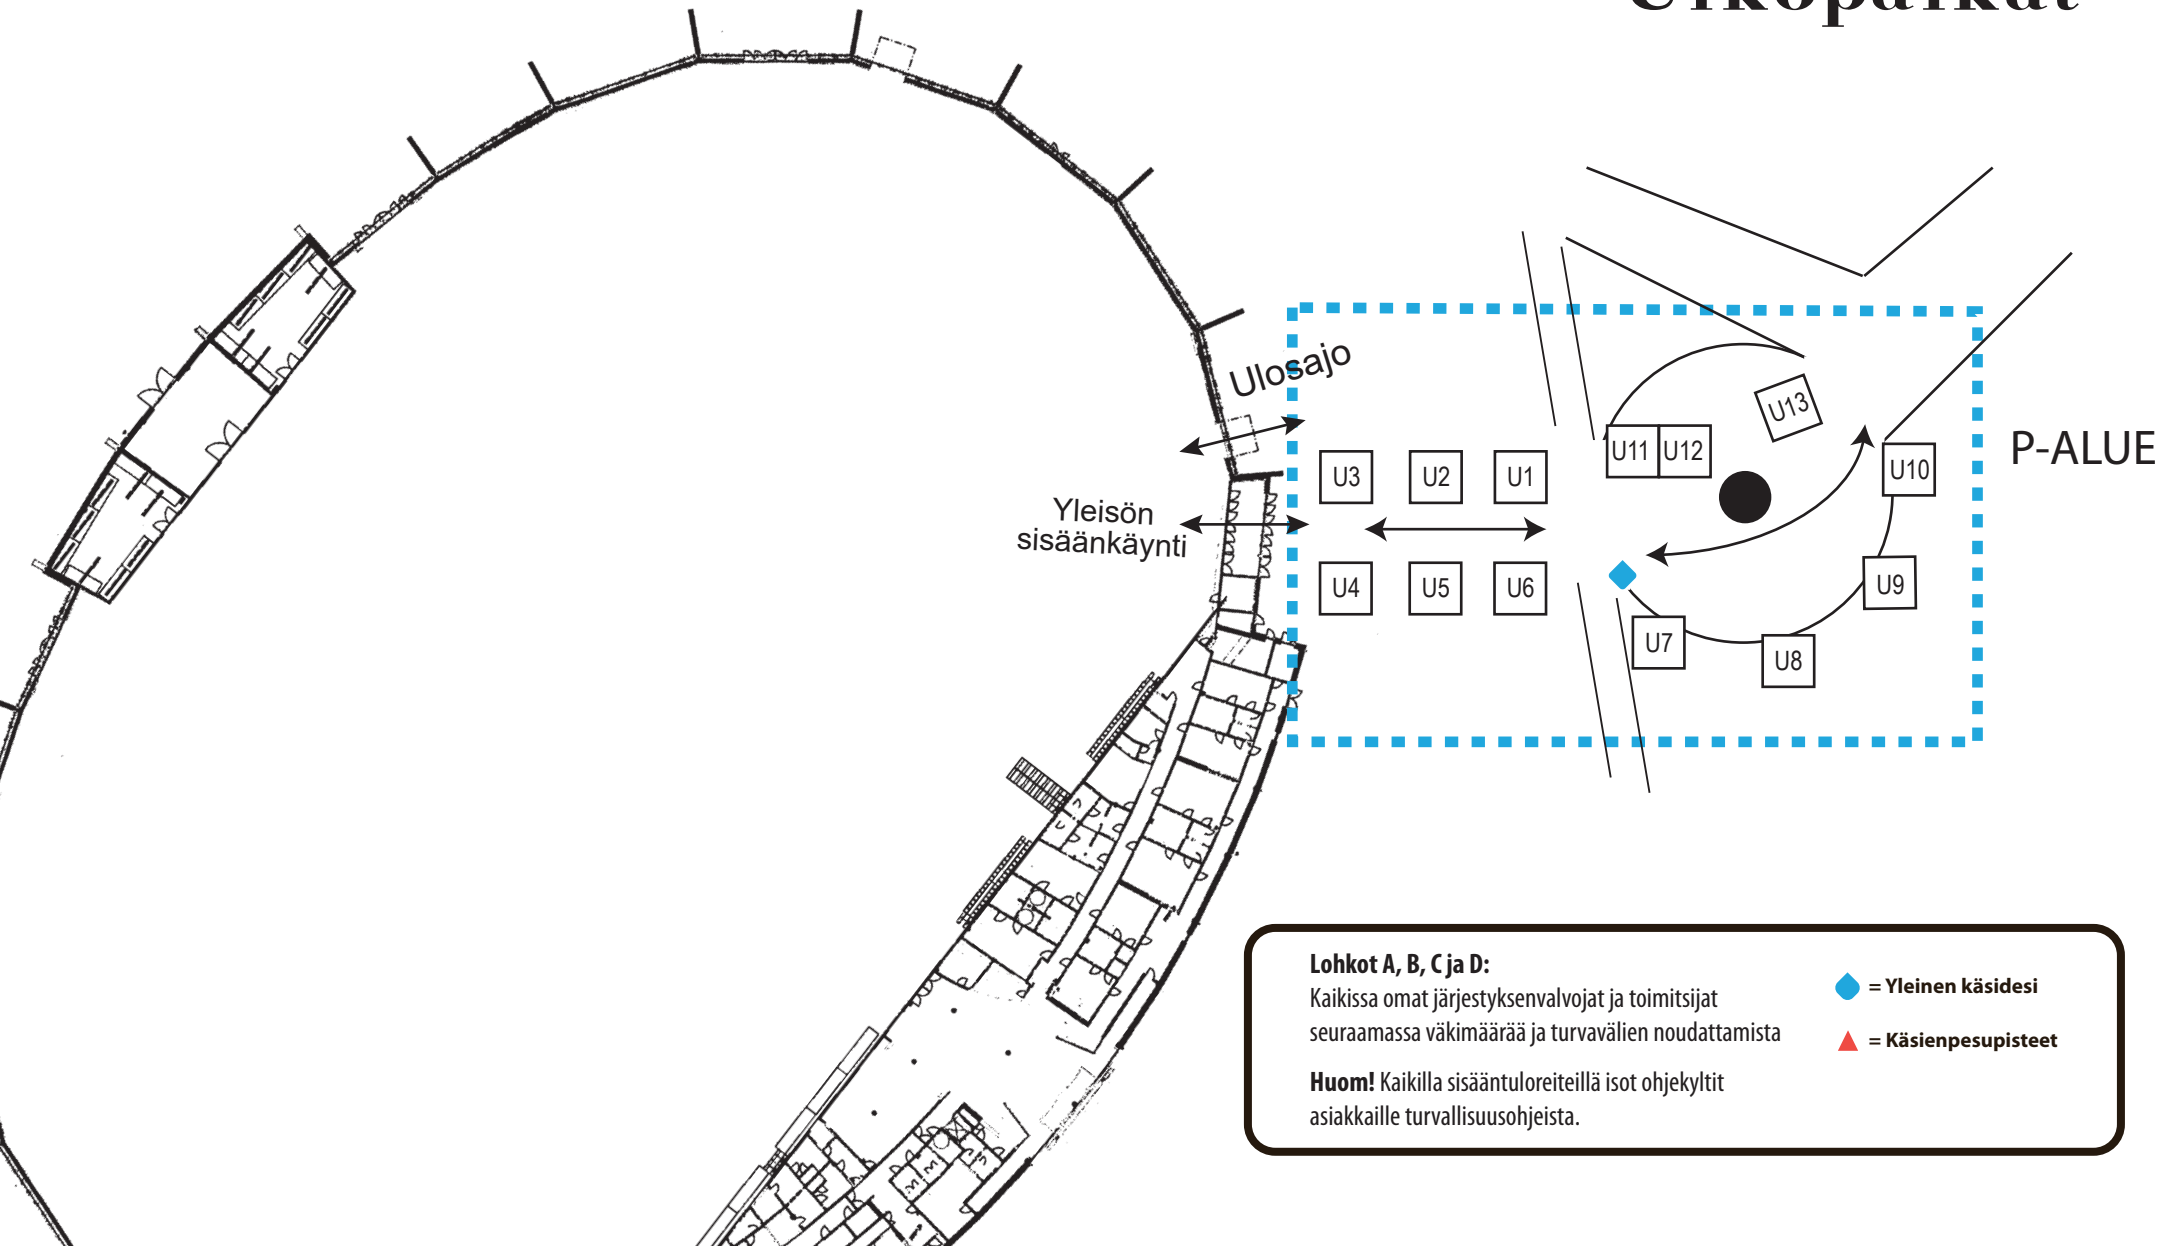 Ulkopaikat
Ulosajo
Yleisön
sisäänkäynti
P-ALUE
U13
U11 U12
U3 U2 U1
U10
U4 U5 U6
U9
U7
U8
Lohkot A, B, C ja D:
Kaikissa omat järjestyksenvalvojat ja toimitsijat
seuraamassa väkimäärää ja turvavälien noudattamista
Huom! Kaikilla sisääntuloreiteillä isot ohjekyltit
asiakkaille turvallisuusohjeista.
= Yleinen käsidesi
= Käsienpesupisteet